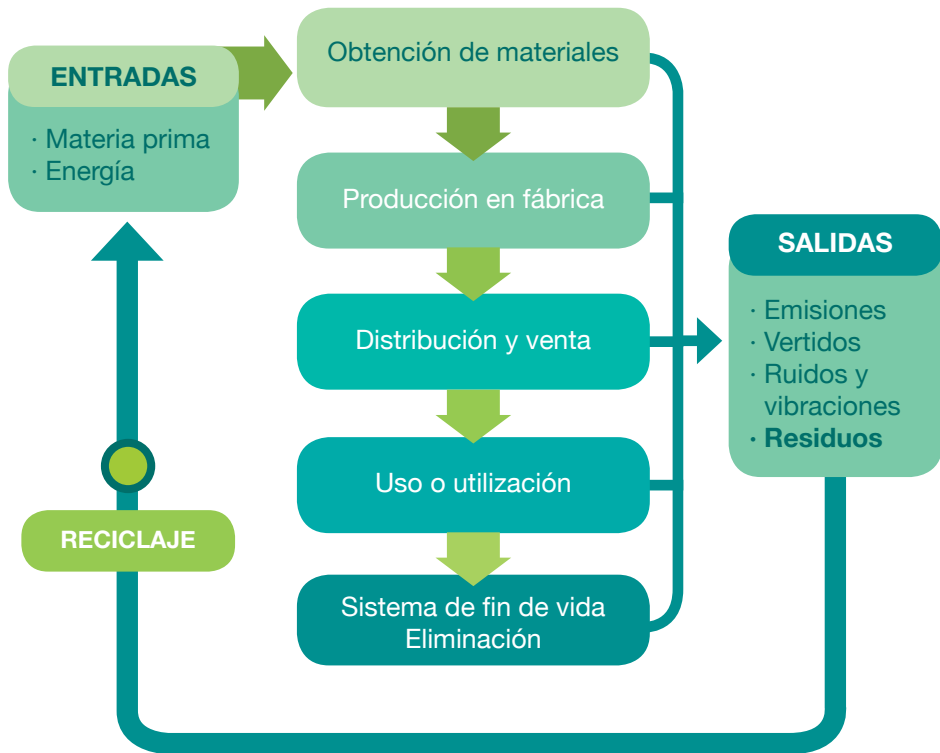 ENTRADAS
· Materia prima
· Energía
Obtención de materiales
Producción en fábrica
Distribución y venta
Uso o utilización
Sistema de fin de vida
Eliminación
SALIDAS
· Emisiones
· Vertidos
· Ruidos y
vibraciones
· Residuos
RECICLAJE